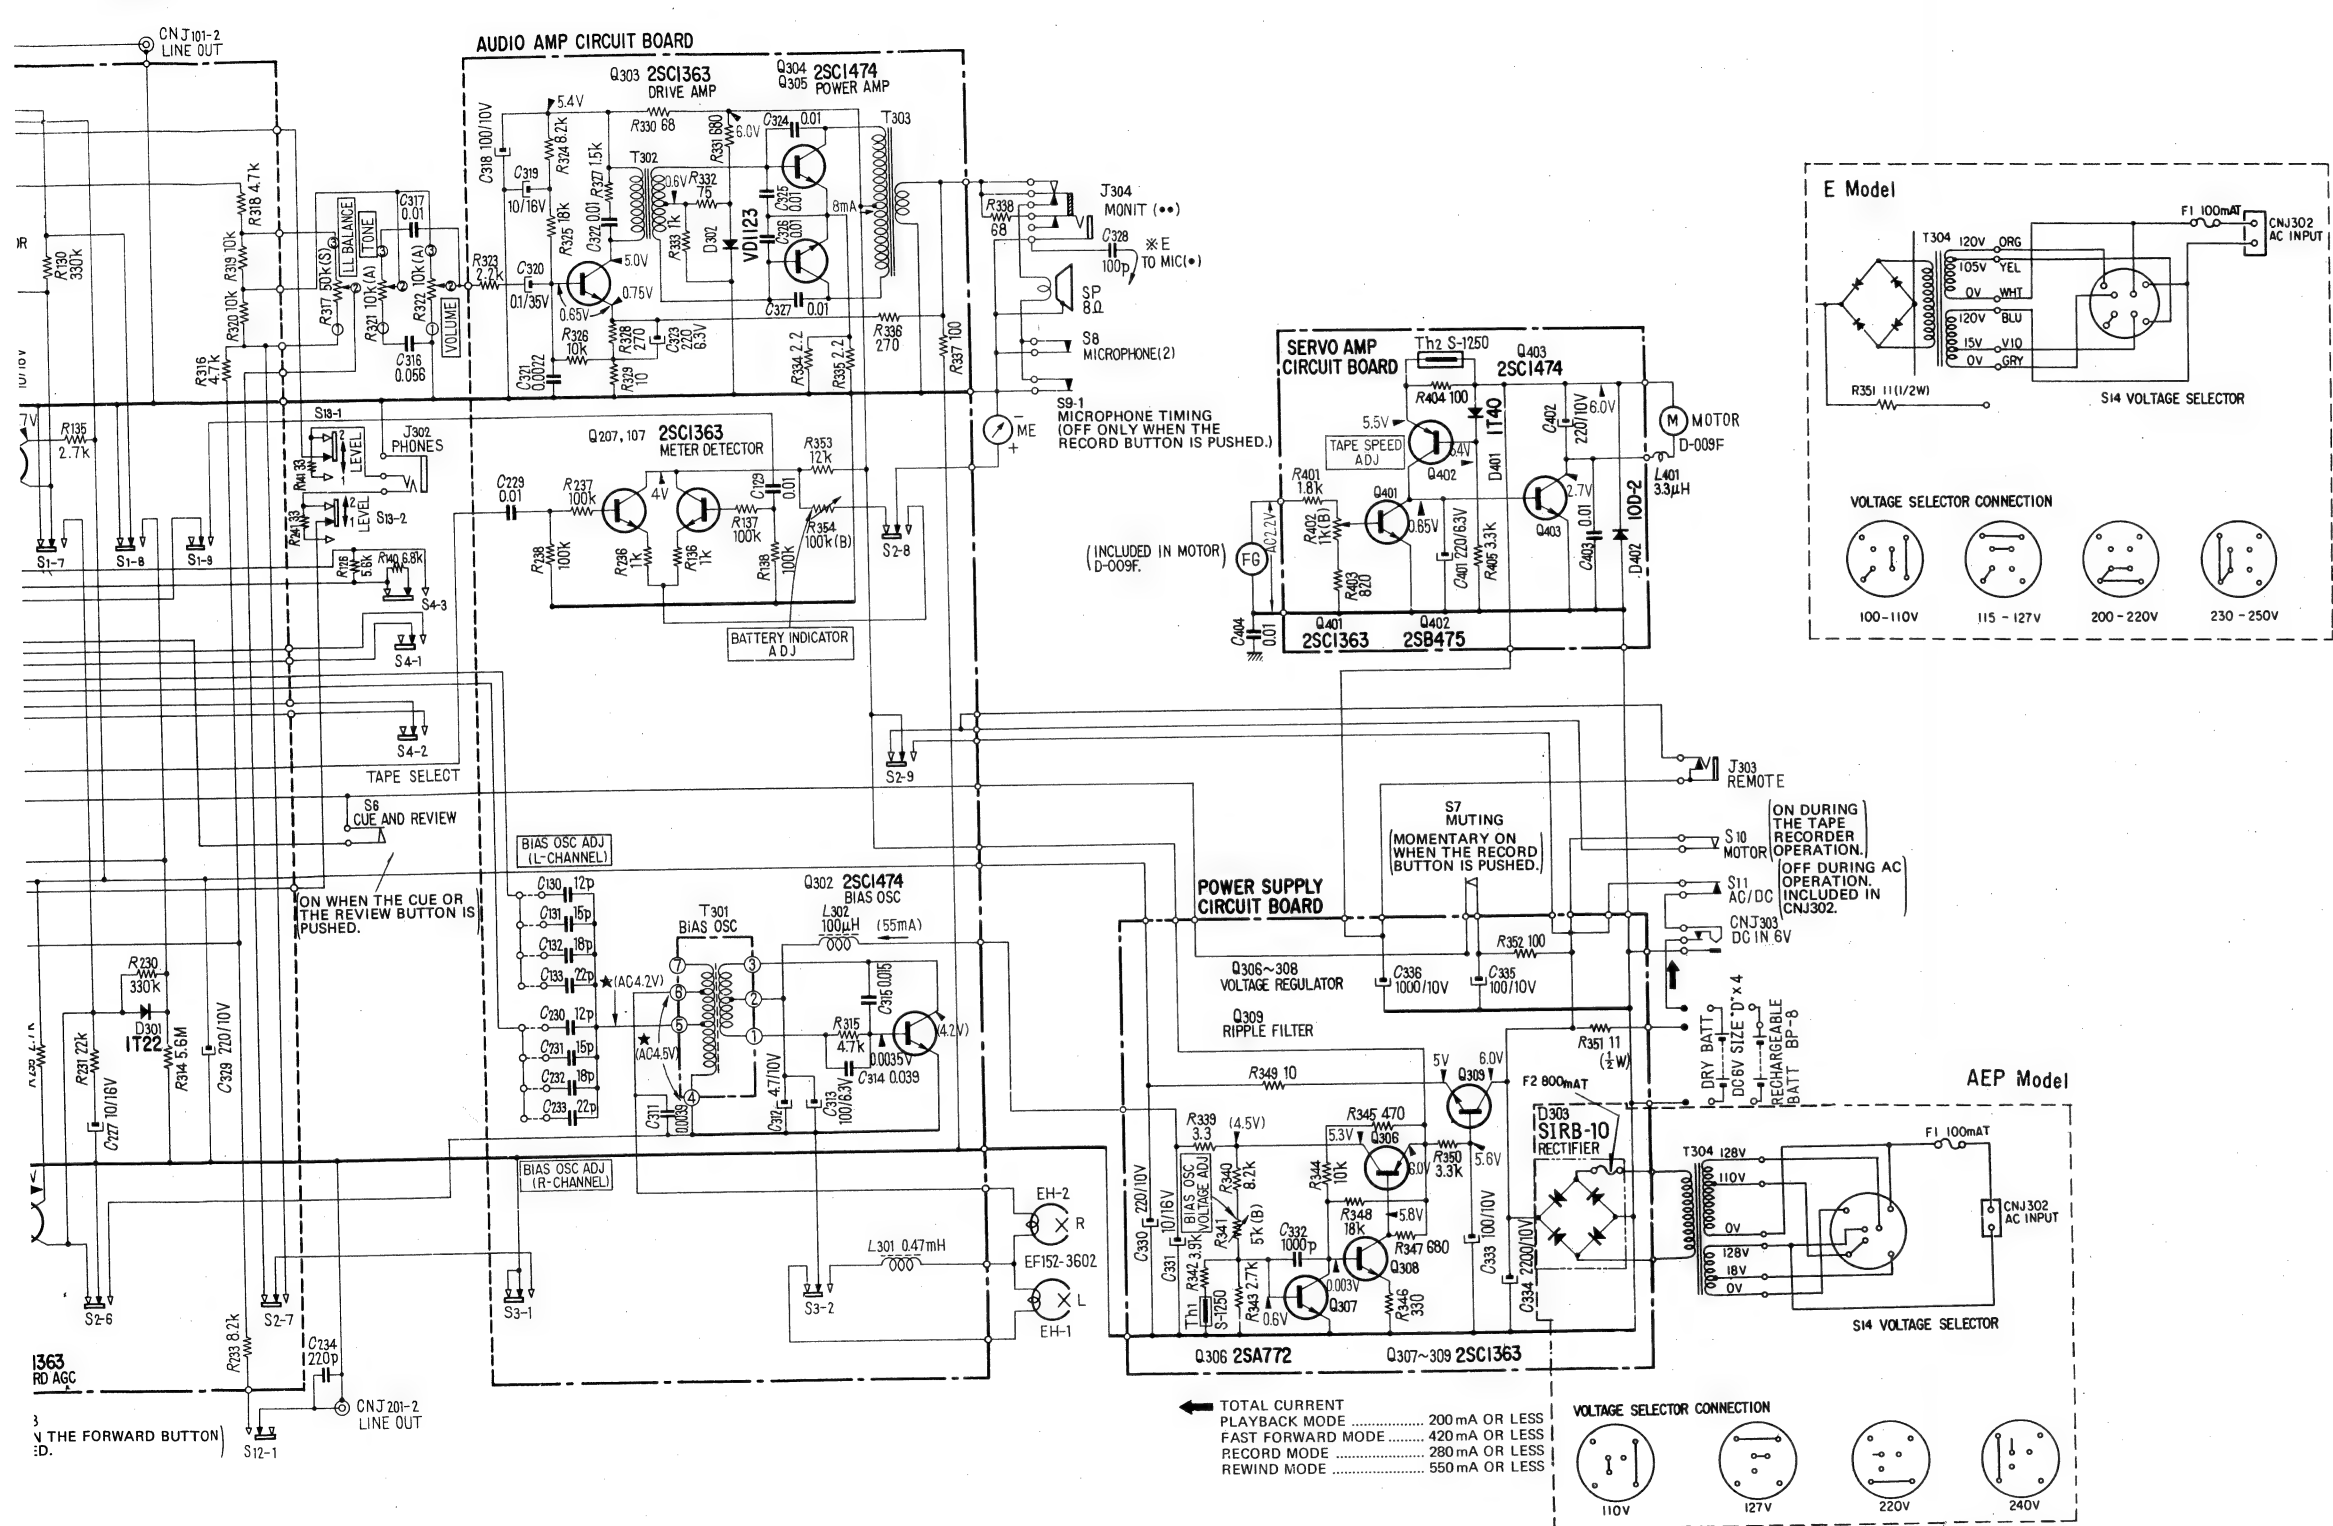 CNJ101-2
LINE OUT
AUDIO AMP CIRCUIT BOARD
Q303 2SC1363
DRIVE AMP
Q304
Q305
2SC1474
POWER AMP
5.4V
C318 100/10V
R324 8.2k
R330 68
R331 680
6.0V
C324 0.01
T303
T302
C319
10/16V
R327 1.5k
0.6V
R332
75
C325
0.01
R325 18k
C322 0.01
R333 11k
D302
VD1123
C326
0.01
8mA
R323
2.2k
C320
0.1/35V
5.0V
0.75V
0.65V
C327 0.01
R326
10k
R328
270
C323
220
6.3V
R336
270
C321
0.0022
R329
10
R334 2.2
R335 2.2
R337 100
R318 4.7k
R319 10k
R320 10k
R316
4.7k
R317 50k(S)
LL BALANCE
TONE
C317
0.01
R321 10k(A)
R322 10k(A)
C316
0.056
VOLUME
3
2
1
R130
330k
R135
2.7k
7V
J304
MONIT (••)
R338
68
C328
100p
※E
TO MIC(•)
SP
8Ω
S8
MICROPHONE(2)
S9-1
MICROPHONE TIMING
(OFF ONLY WHEN THE
RECORD BUTTON IS PUSHED.)
ME
−
+
S13-1
LEVEL
J302
PHONES
R141 33
R241 33
S13-2
LEVEL
R126
5.6k
R140 6.8k
S4-3
S4-1
S4-2
TAPE SELECT
S1-7
S1-8
S1-9
Q207,107 2SC1363
METER DETECTOR
R353
12k
C229
0.01
R237
100k
4V
C129
0.01
R137
100k
R354
100k(B)
R238
100k
R236
1k
R136
1k
R138
100k
S2-8
BATTERY INDICATOR
ADJ
SERVO AMP
CIRCUIT BOARD
Th2 S-1250
Q403
2SC1474
R404 100
1T40
C402
220/10V
6.0V
MOTOR
M
D-009F
5.5V
TAPE SPEED
ADJ
Q402
D401
L401
3.3μH
R401
1.8k
R402
1k(B)
Q401
0.65V
2.7V
Q403
10D-2
AC2.2V
(INCLUDED IN MOTOR)
D-009F.
FG
R403
820
C401 220/6.3V
R405 3.3k
C403 0.01
D402
C404
0.01
Q401
2SC1363
Q402
2SB475
E Model
F1 100mAT
CNJ302
AC INPUT
T304
120V ORG
105V YEL
0V WHT
120V BLU
15V VIO
0V GRY
R351 11(1/2W)
S14 VOLTAGE SELECTOR
VOLTAGE SELECTOR CONNECTION
100-110V
115-127V
200-220V
230-250V
S2-9
S6
CUE AND REVIEW
(ON WHEN THE CUE OR
THE REVIEW BUTTON IS
PUSHED.)
J303
REMOTE
S7
MUTING
(MOMENTARY ON
WHEN THE RECORD
BUTTON IS PUSHED.)
S10
MOTOR
(ON DURING
THE TAPE
RECORDER
OPERATION.)
S11
AC/DC
(OFF DURING AC
OPERATION.
INCLUDED IN
CNJ302.)
CNJ303
DC IN 6V
BIAS OSC ADJ
(L-CHANNEL)
C130 12p
C131 15p
C132 18p
C133 22p
C230 12p
C231 15p
C232 18p
C233 22p
BIAS OSC ADJ
(R-CHANNEL)
T301
BIAS OSC
Q302 2SC1474
BIAS OSC
L302
100μH
(55mA)
★(AC4.2V)
★
(AC4.5V)
7
6
5
4
3
2
1
C315 0.015
R315
4.7k
(4.2V)
0.0035V
C314 0.039
C311
0.0039
C312
4.7/10V
C313
100/6.3V
R230
330k
D301
1T22
R231 22k
C227 10/16V
R314 5.6M
C329 220/10V
POWER SUPPLY
CIRCUIT BOARD
R352 100
Q306~308
VOLTAGE REGULATOR
C336
1000/10V
C335
100/10V
Q309
RIPPLE FILTER
R351 11
(½W)
DRY BATT
DC6V SIZE "D"×4
RECHARGEABLE
BATT BP-8
R349 10
5V
6.0V
Q309
F2 800mAT
D303
S1RB-10
RECTIFIER
R339
3.3
(4.5V)
R345 470
5.3V
Q306
6.0V
R350
3.3k
5.6V
BIAS OSC
VOLTAGE ADJ
R340
8.2k
R344
10k
R348
18k
5.8V
R347 680
C330 220/10V
C331 10/16V
R341
5k(B)
R342 3.9k
C332
1000p
Q308
Th1
S-1250
R343 2.7k
0.6V
Q307
0.003V
R346
330
C333 100/10V
C334 2200/10V
Q306 2SA772
Q307~309 2SC1363
AEP Model
T304
128V
110V
0V
128V
18V
0V
F1 100mAT
CNJ302
AC INPUT
S14 VOLTAGE SELECTOR
VOLTAGE SELECTOR CONNECTION
110V
127V
220V
240V
EH-2
R
EF152-3602
L
EH-1
L301 0.47mH
S2-6
S2-7
S3-1
S3-2
R233 8.2k
C234
220p
CNJ201-2
LINE OUT
S12-1
1363
RD AGC
N THE FORWARD BUTTON)
ED.
TOTAL CURRENT
PLAYBACK MODE ................ 200mA OR LESS
FAST FORWARD MODE ........ 420mA OR LESS
RECORD MODE .................... 280mA OR LESS
REWIND MODE ..................... 550mA OR LESS